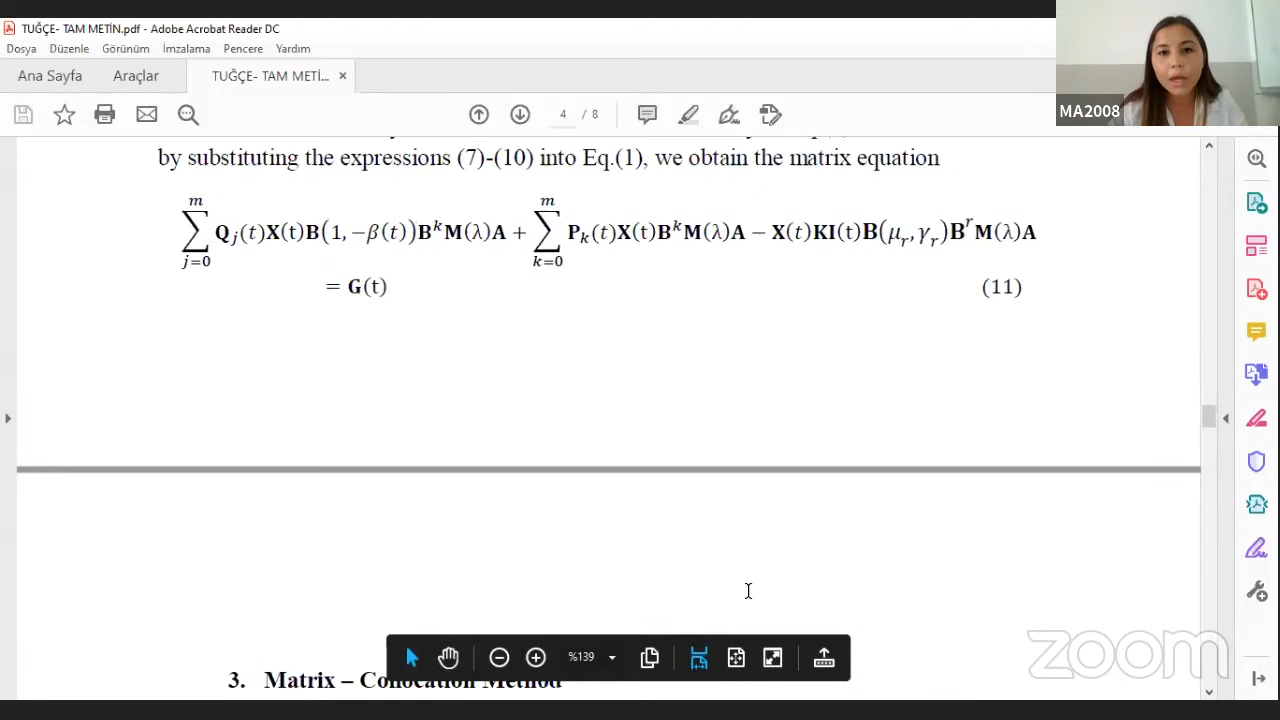 TUĞÇE- TAM METİN.pdf - Adobe Acrobat Reader DC
Dosya Düzenle Görünüm İmzalama Pencere Yardım
Ana Sayfa Araçlar TUĞÇE- TAM METİ... ×
4 / 8
MA2008
by substituting the expressions (7)-(10) into Eq.(1), we obtain the matrix equation
∑_{j=0}^{m} Q_j(t)X(t)B(1,−β(t))B^k M(λ)A + ∑_{k=0}^{m} P_k(t)X(t)B^k M(λ)A − X(t)KI(t)B(μ_r,γ_r)B^r M(λ)A
= G(t) (11)
%139
zoom
3. Matrix – Collocation Method